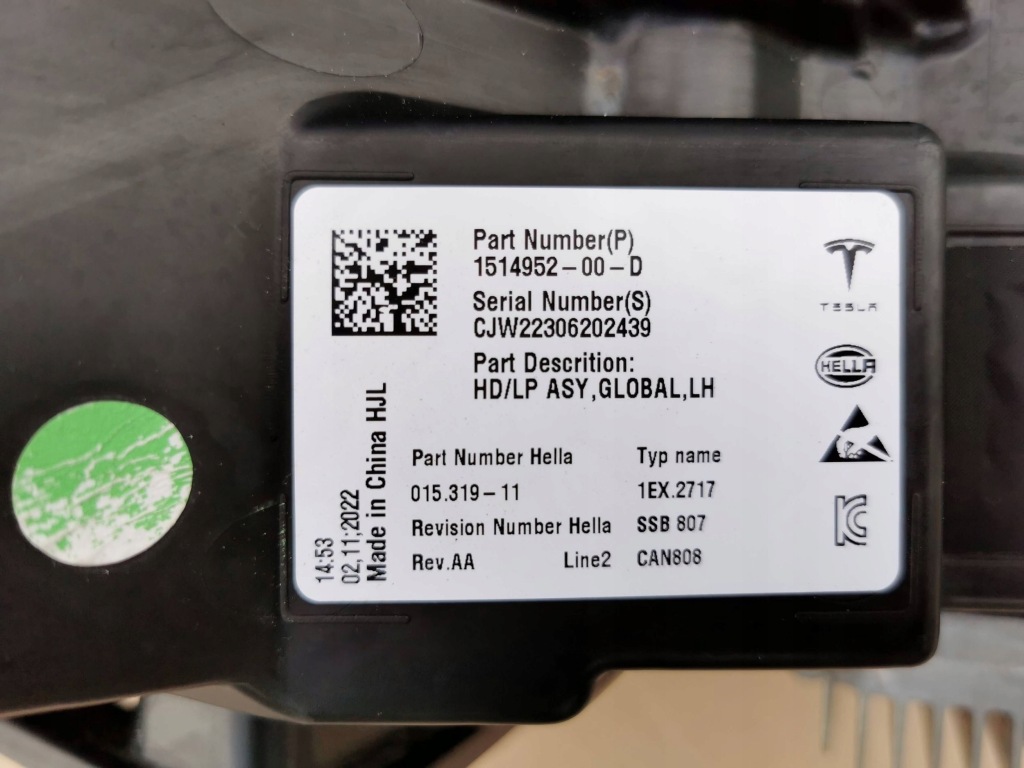 Part Number(P)
1514952-00-D
Serial Number(S)
CJW22306202439
Part Descrition:
HD/LP ASY,GLOBAL,LH
Part Number Hella Typ name
015.319-11 1EX.2717
Revision Number Hella SSB 807
Rev.AA Line2 CAN808
14:53
02,11,2022
Made in China HJL
TESLA
HELLA